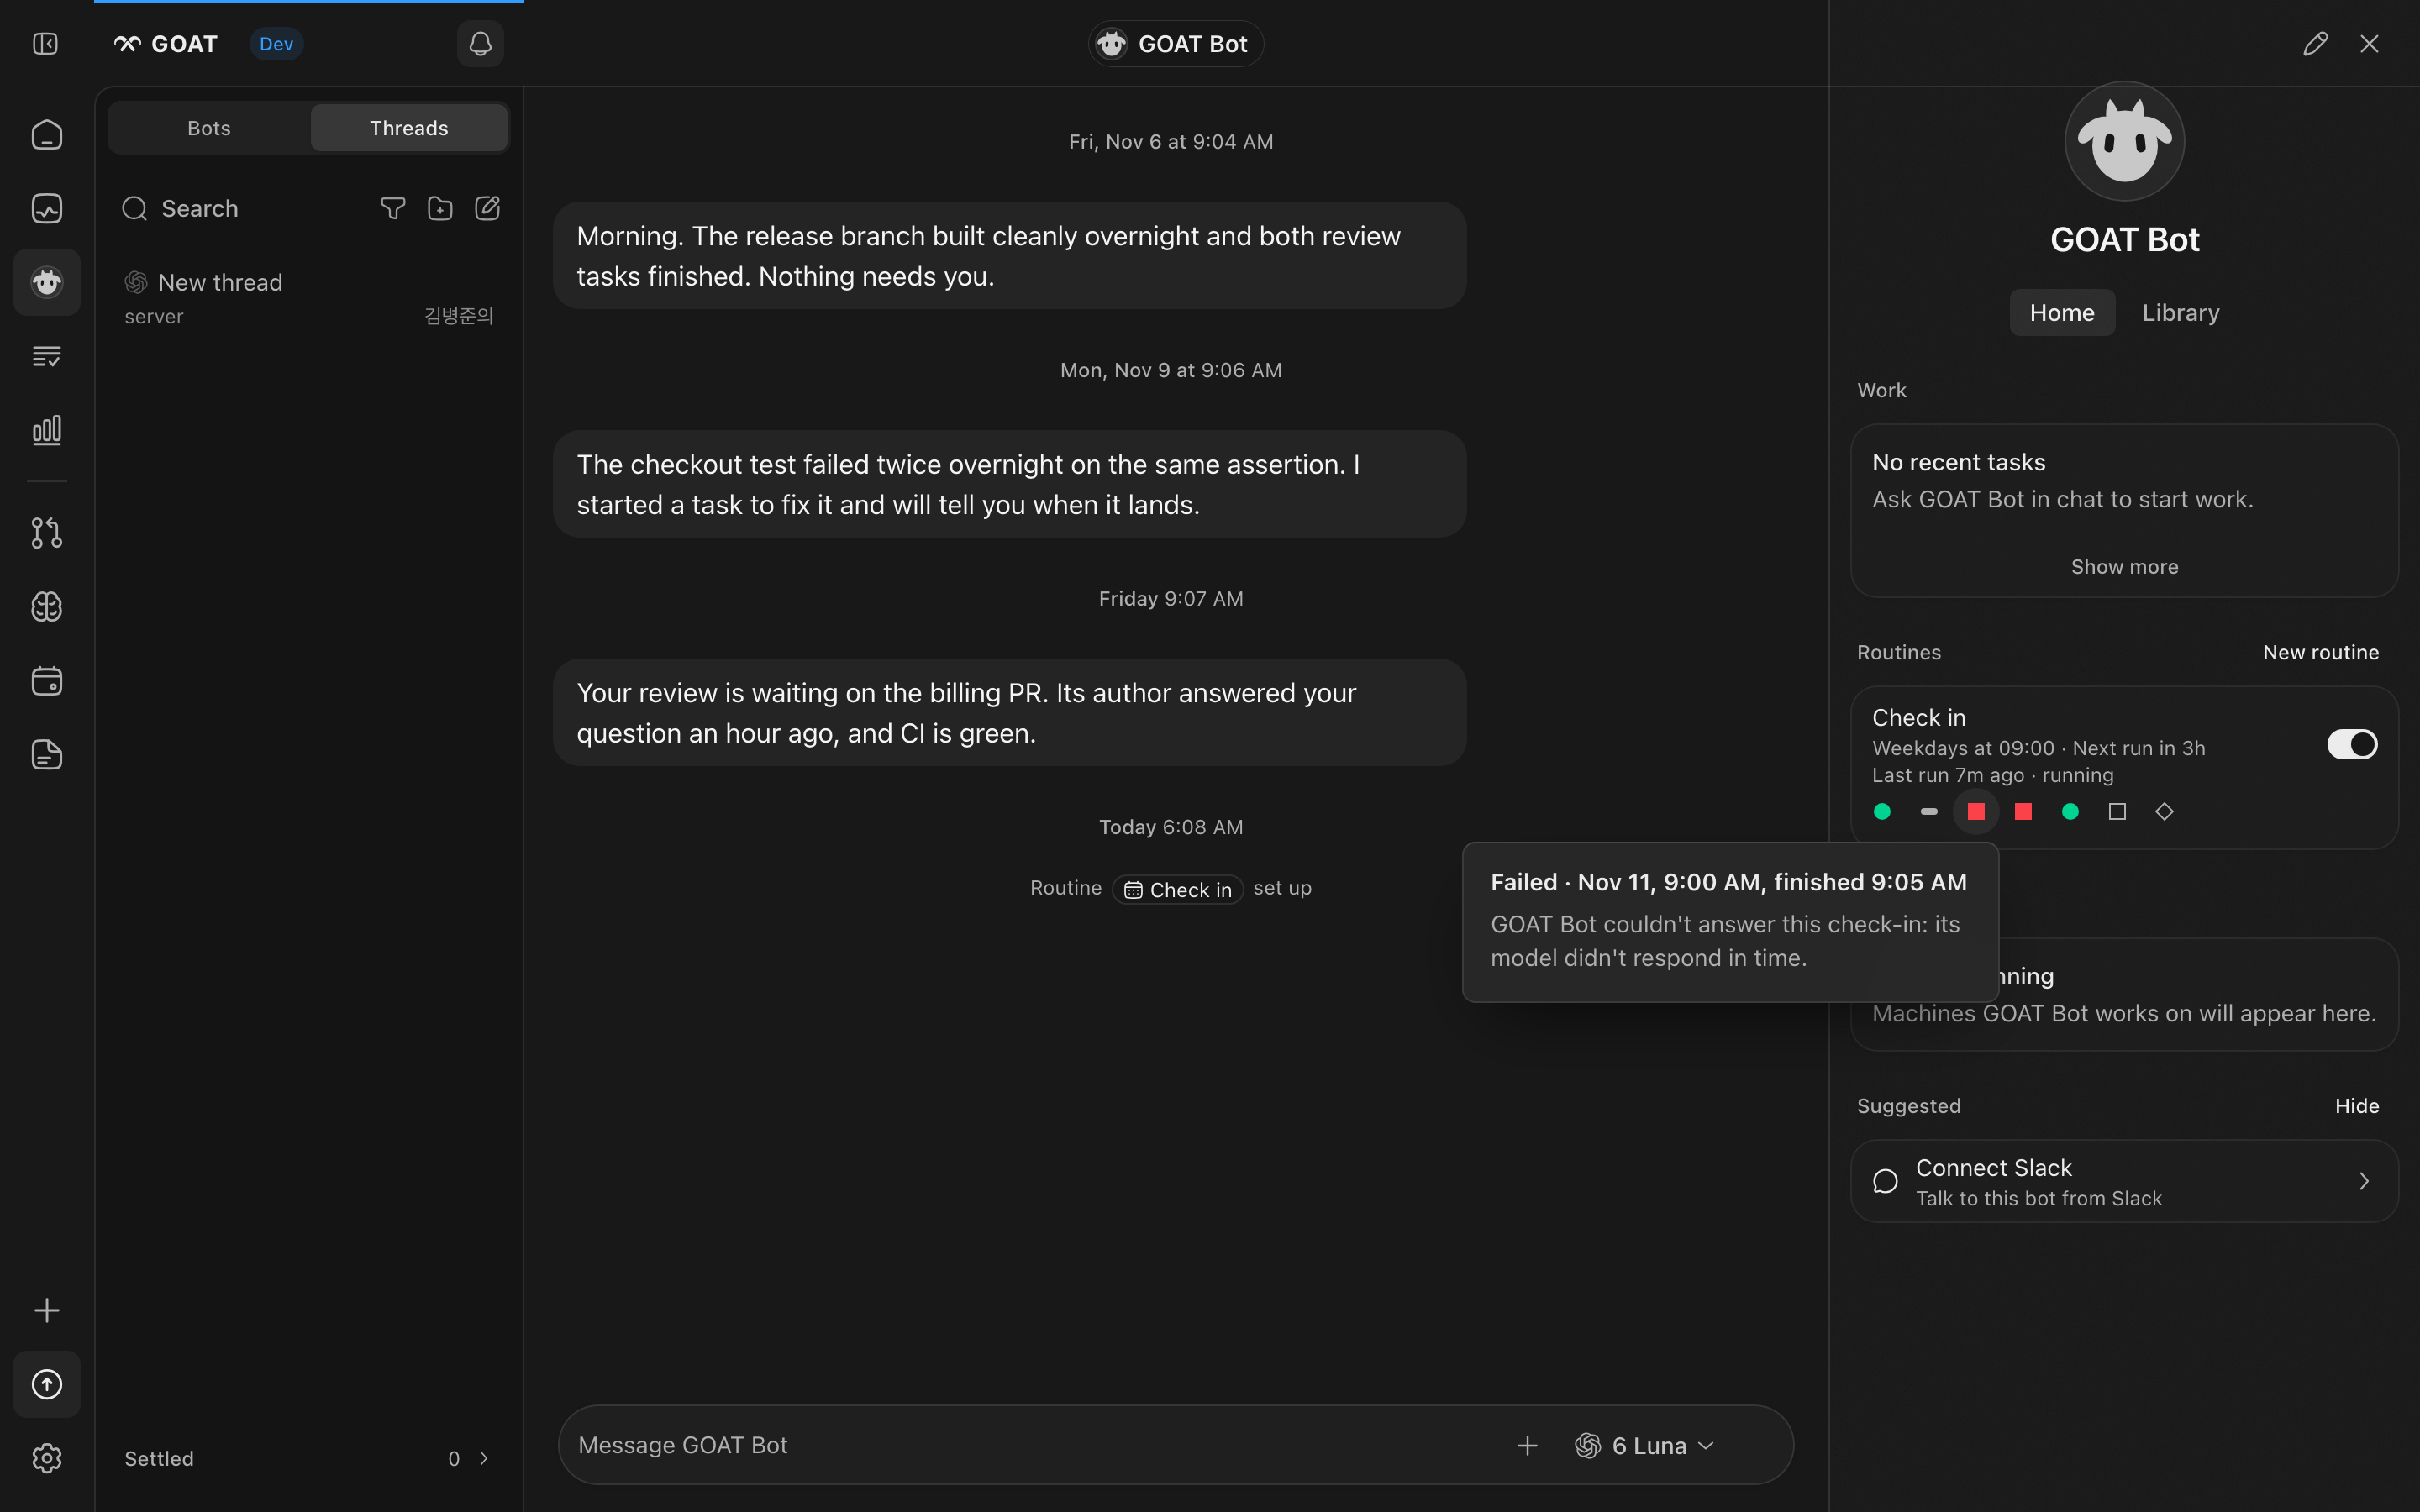 GOAT
Dev
GOAT Bot
Bots
Threads
Search
New thread
server
김병준의
Settled
0
Fri, Nov 6 at 9:04 AM
Morning. The release branch built cleanly overnight and both review
tasks finished. Nothing needs you.
Mon, Nov 9 at 9:06 AM
The checkout test failed twice overnight on the same assertion. I
started a task to fix it and will tell you when it lands.
Friday 9:07 AM
Your review is waiting on the billing PR. Its author answered your
question an hour ago, and CI is green.
Today 6:08 AM
Routine Check in set up
Message GOAT Bot
6 Luna
GOAT Bot
Home
Library
Work
No recent tasks
Ask GOAT Bot in chat to start work.
Show more
Routines
New routine
Check in
Weekdays at 09:00 · Next run in 3h
Last run 7m ago · running
Failed · Nov 11, 9:00 AM, finished 9:05 AM
GOAT Bot couldn't answer this check-in: its
model didn't respond in time.
Machines GOAT Bot works on will appear here.
Suggested
Hide
Connect Slack
Talk to this bot from Slack